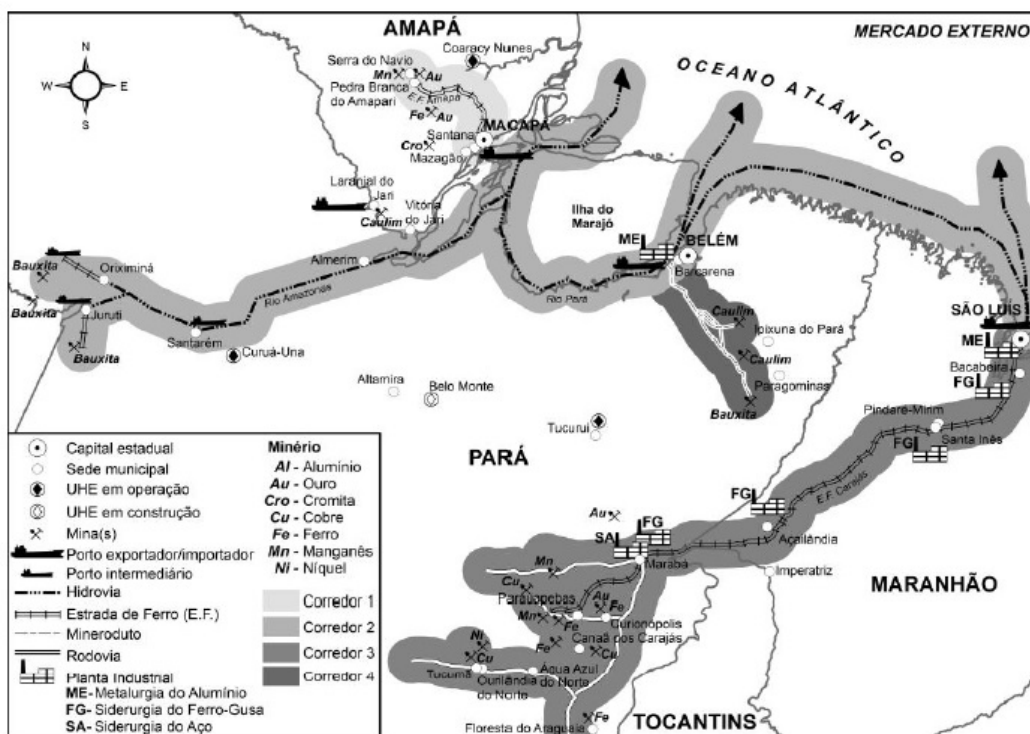 AMAPÁ
MERCADO EXTERNO
N
W E
S
Coaracy Nunes
Serra do Navio
Mn Au
Pedra Branca
do Amapari
E.F. Amapá
Fe Au
OCEANO ATLÂNTICO
Santana
MACAPÁ
Cro
Mazagão
Laranjal do
Jari
Caulim
Vitória
do Jari
Ilha do
Marajó
ME
BELÉM
Barcarena
Almerim
Rio Amazonas
Rio Pará
Bauxita
Oriximiná
Bauxita
Juruti
Santarém
Bauxita
Curuá-Una
Caulim
Ipixuna do Pará
Caulim
Paragominas
Bauxita
SÃO LUÍS
ME
Bacabeira
FG
Altamira
Belo Monte
Tucuruí
Pindaré-Mirim
Santa Inês
FG
PARÁ
E.F. Carajás
FG
Açailândia
Au
FG
SA
Marabá
Imperatriz
MARANHÃO
Mn
Cu
Parauapebas
Au
Fe
Curionópolis
Mn
Fe
Canaã dos Carajás
Fe
Cu
Ni
Cu
Tucumã
Ourilândia
do Norte
Água Azul
do Norte
Fe
Floresta do Araguaia
TOCANTINS
Capital estadual
Sede municipal
UHE em operação
UHE em construção
Mina(s)
Porto exportador/importador
Porto intermediário
Hidrovia
Estrada de Ferro (E.F.)
Mineroduto
Rodovia
Planta Industrial
ME- Metalurgia do Alumínio
FG- Siderurgia do Ferro-Gusa
SA- Siderurgia do Aço
Minério
Al - Alumínio
Au - Ouro
Cro - Cromita
Cu - Cobre
Fe - Ferro
Mn - Manganês
Ni - Níquel
Corredor 1
Corredor 2
Corredor 3
Corredor 4